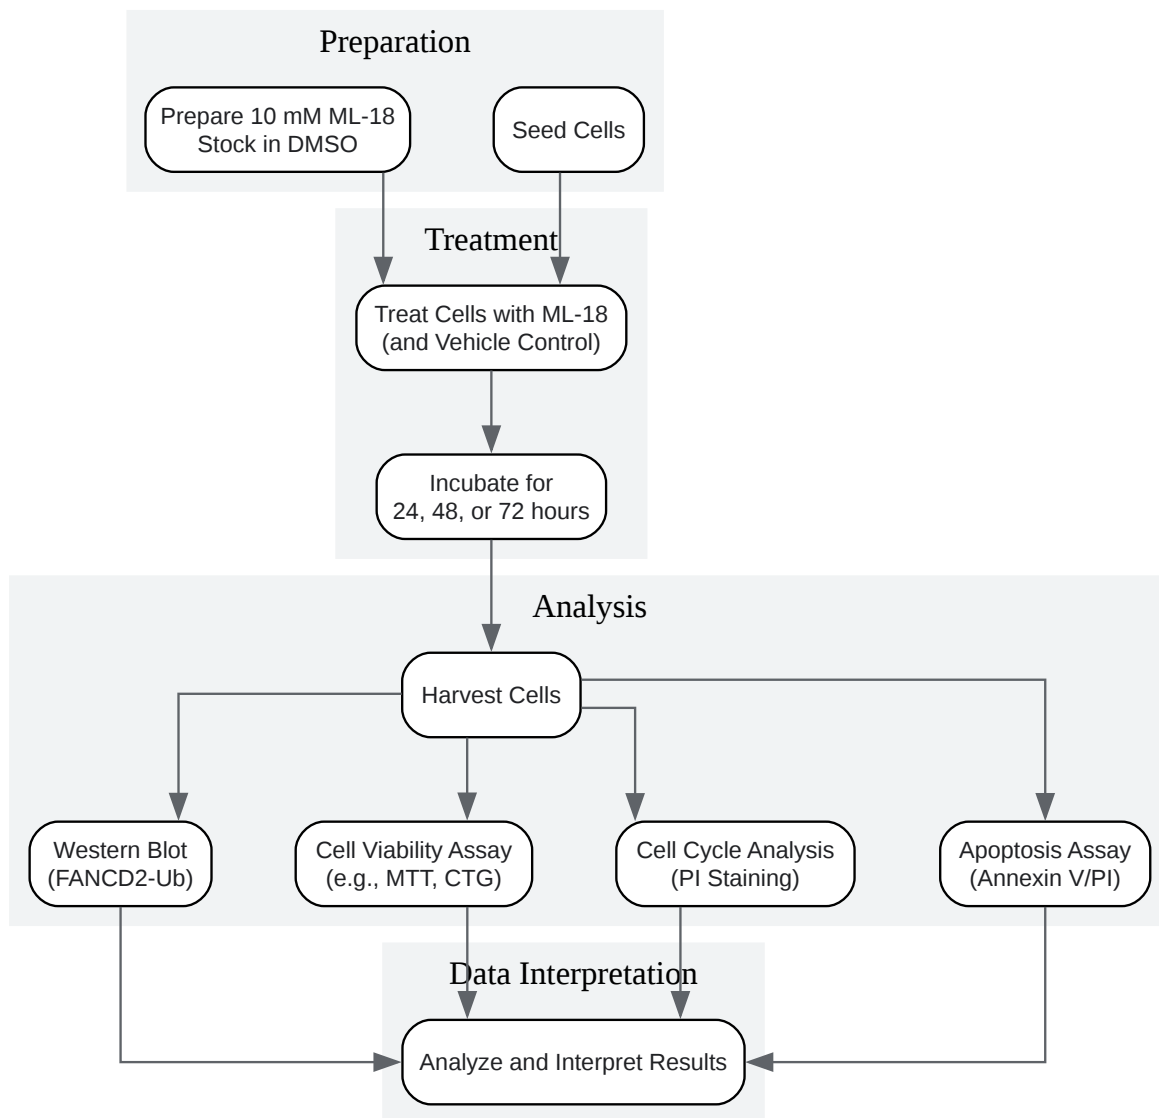 Preparation
Prepare 10 mM ML-18
Stock in DMSO
Seed Cells
Treatment
Treat Cells with ML-18
(and Vehicle Control)
Incubate for
24, 48, or 72 hours
Analysis
Harvest Cells
Western Blot
(FANCD2-Ub)
Cell Viability Assay
(e.g., MTT, CTG)
Cell Cycle Analysis
(PI Staining)
Apoptosis Assay
(Annexin V/PI)
Data Interpretation
Analyze and Interpret Results